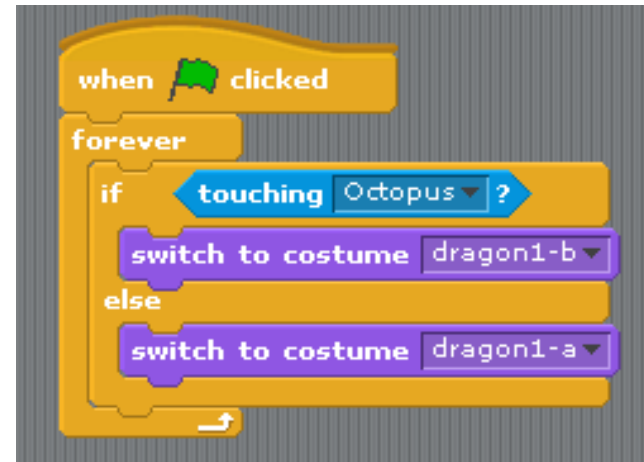 when clicked
forever
if touching Octopus ?
switch to costume dragon1-b
else
switch to costume dragon1-a